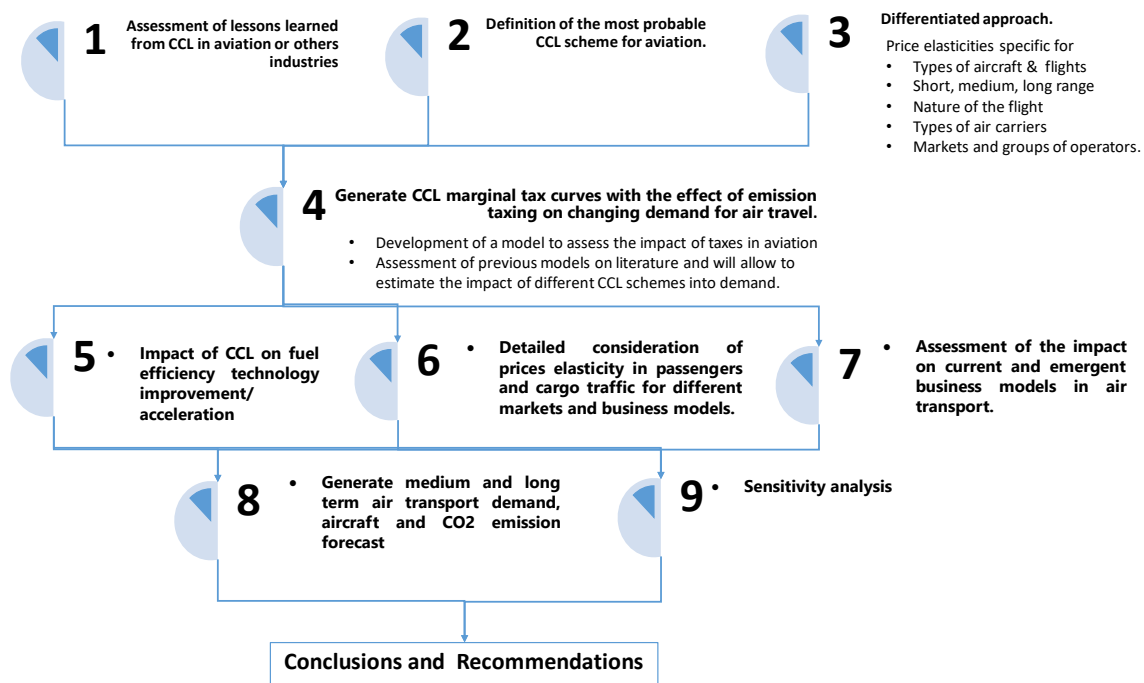 1
Assessment of lessons learned
from CCL in aviation or others
industries
2
Definition of the most probable
CCL scheme for aviation.
3
Differentiated approach.
Price elasticities specific for
• Types of aircraft & flights
• Short, medium, long range
• Nature of the flight
• Types of air carriers
• Markets and groups of operators.
4
Generate CCL marginal tax curves with the effect of emission
taxing on changing demand for air travel.
• Development of a model to assess the impact of taxes in aviation
• Assessment of previous models on literature and will allow to
estimate the impact of different CCL schemes into demand.
5
• Impact of CCL on fuel
efficiency technology
improvement/
acceleration
6
• Detailed consideration of
prices elasticity in passengers
and cargo traffic for different
markets and business models.
7
• Assessment of the impact
on current and emergent
business models in air
transport.
8
• Generate medium and long
term air transport demand,
aircraft and CO2 emission
forecast
9
• Sensitivity analysis
Conclusions and Recommendations